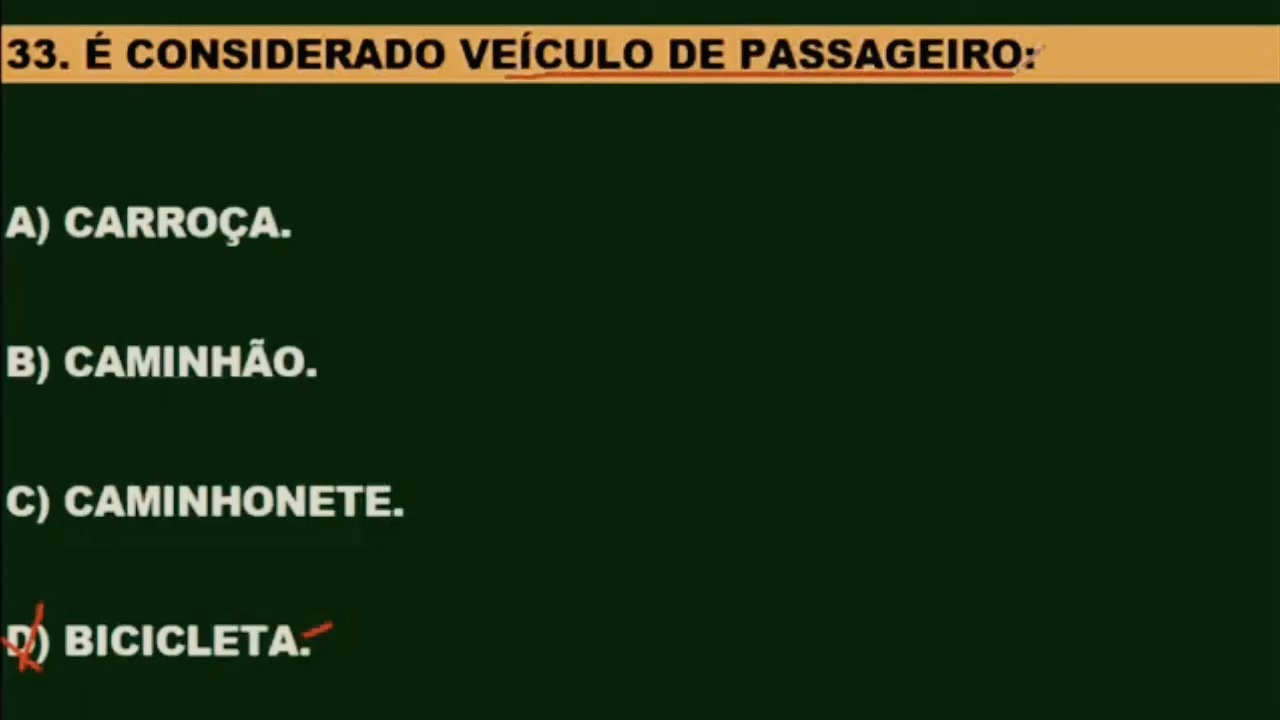 33. É CONSIDERADO VEÍCULO DE PASSAGEIRO:
A) CARROÇA.
B) CAMINHÃO.
C) CAMINHONETE.
D) BICICLETA.